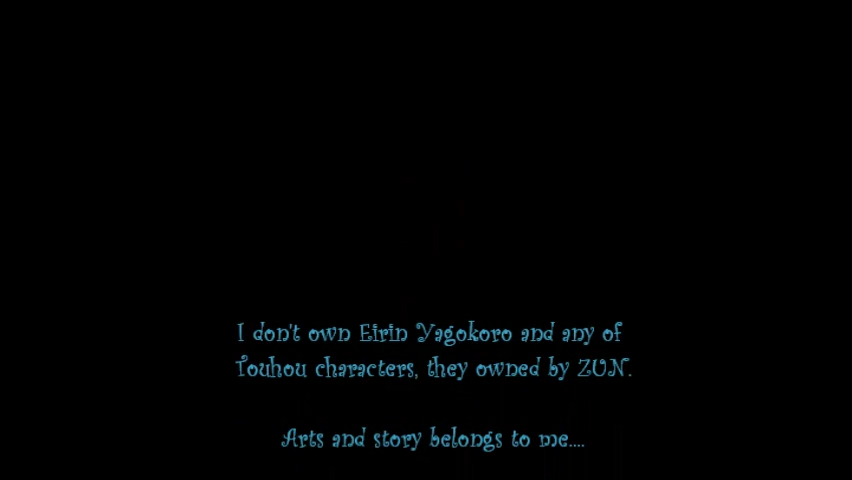 I don't own Eirin Yagokoro and any of
Touhou characters, they owned by ZUN.
Arts and story belongs to me....